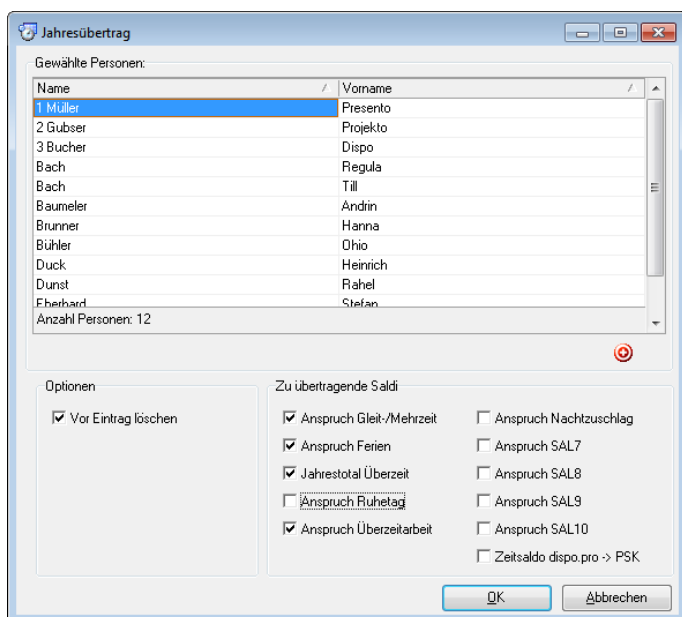 Jahresübertrag
Gewählte Personen:
Name Vorname
1 Müller Presento
2 Gubser Projekto
3 Bucher Dispo
Bach Regula
Bach Till
Baumeler Andrin
Brunner Hanna
Bühler Ohio
Duck Heinrich
Dunst Rahel
Eberhard Stefan
Anzahl Personen: 12
Optionen
Vor Eintrag löschen
Zu übertragende Saldi
Anspruch Gleit-/Mehrzeit Anspruch Nachtzuschlag
Anspruch Ferien Anspruch SAL7
Jahrestotal Überzeit Anspruch SAL8
Anspruch Ruhetag Anspruch SAL9
Anspruch Überzeitarbeit Anspruch SAL10
Zeitsaldo dispo.pro -> PSK
OK Abbrechen